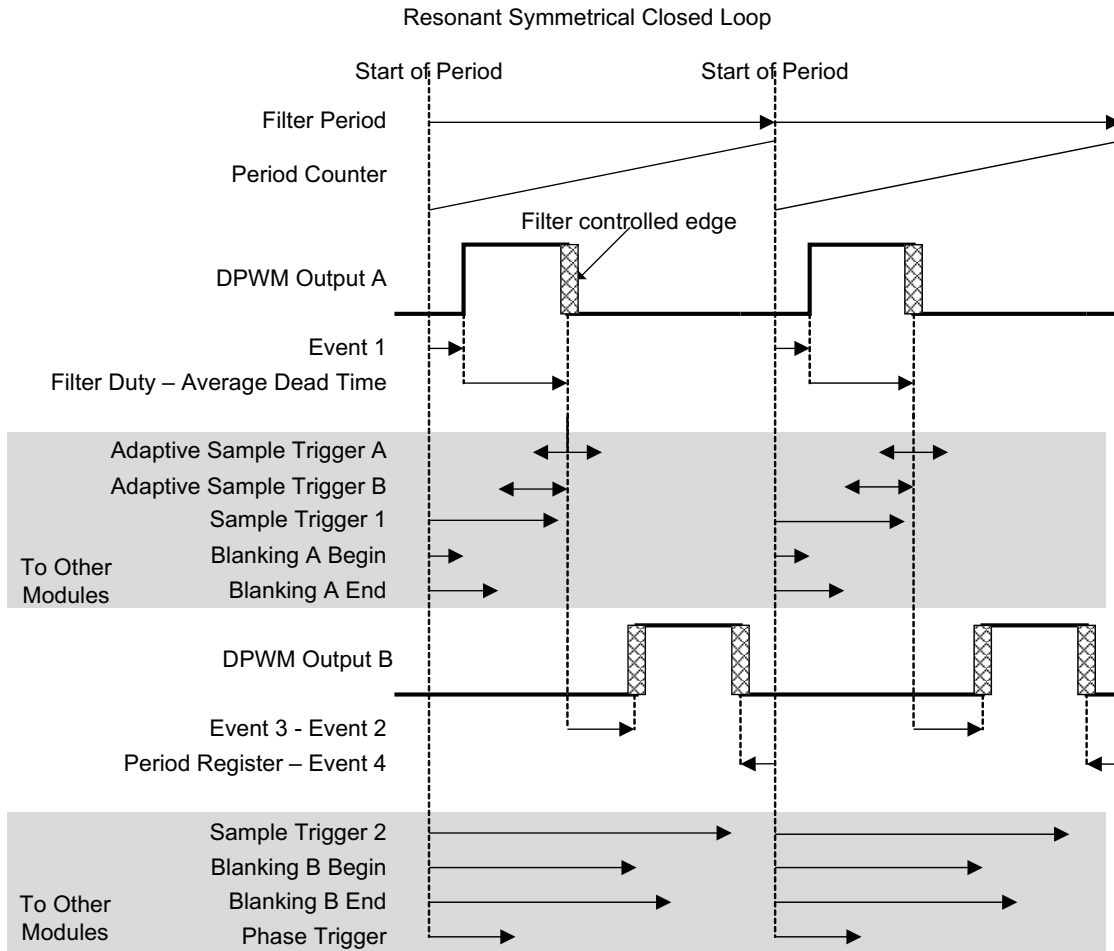 Resonant Symmetrical Closed Loop
Start of Period
Start of Period
Filter Period
Period Counter
Filter controlled edge
DPWM Output A
Event 1
Filter Duty – Average Dead Time
Adaptive Sample Trigger A
Adaptive Sample Trigger B
Sample Trigger 1
Blanking A Begin
Blanking A End
To Other
Modules
DPWM Output B
Event 3 - Event 2
Period Register – Event 4
Sample Trigger 2
Blanking B Begin
Blanking B End
Phase Trigger
To Other
Modules